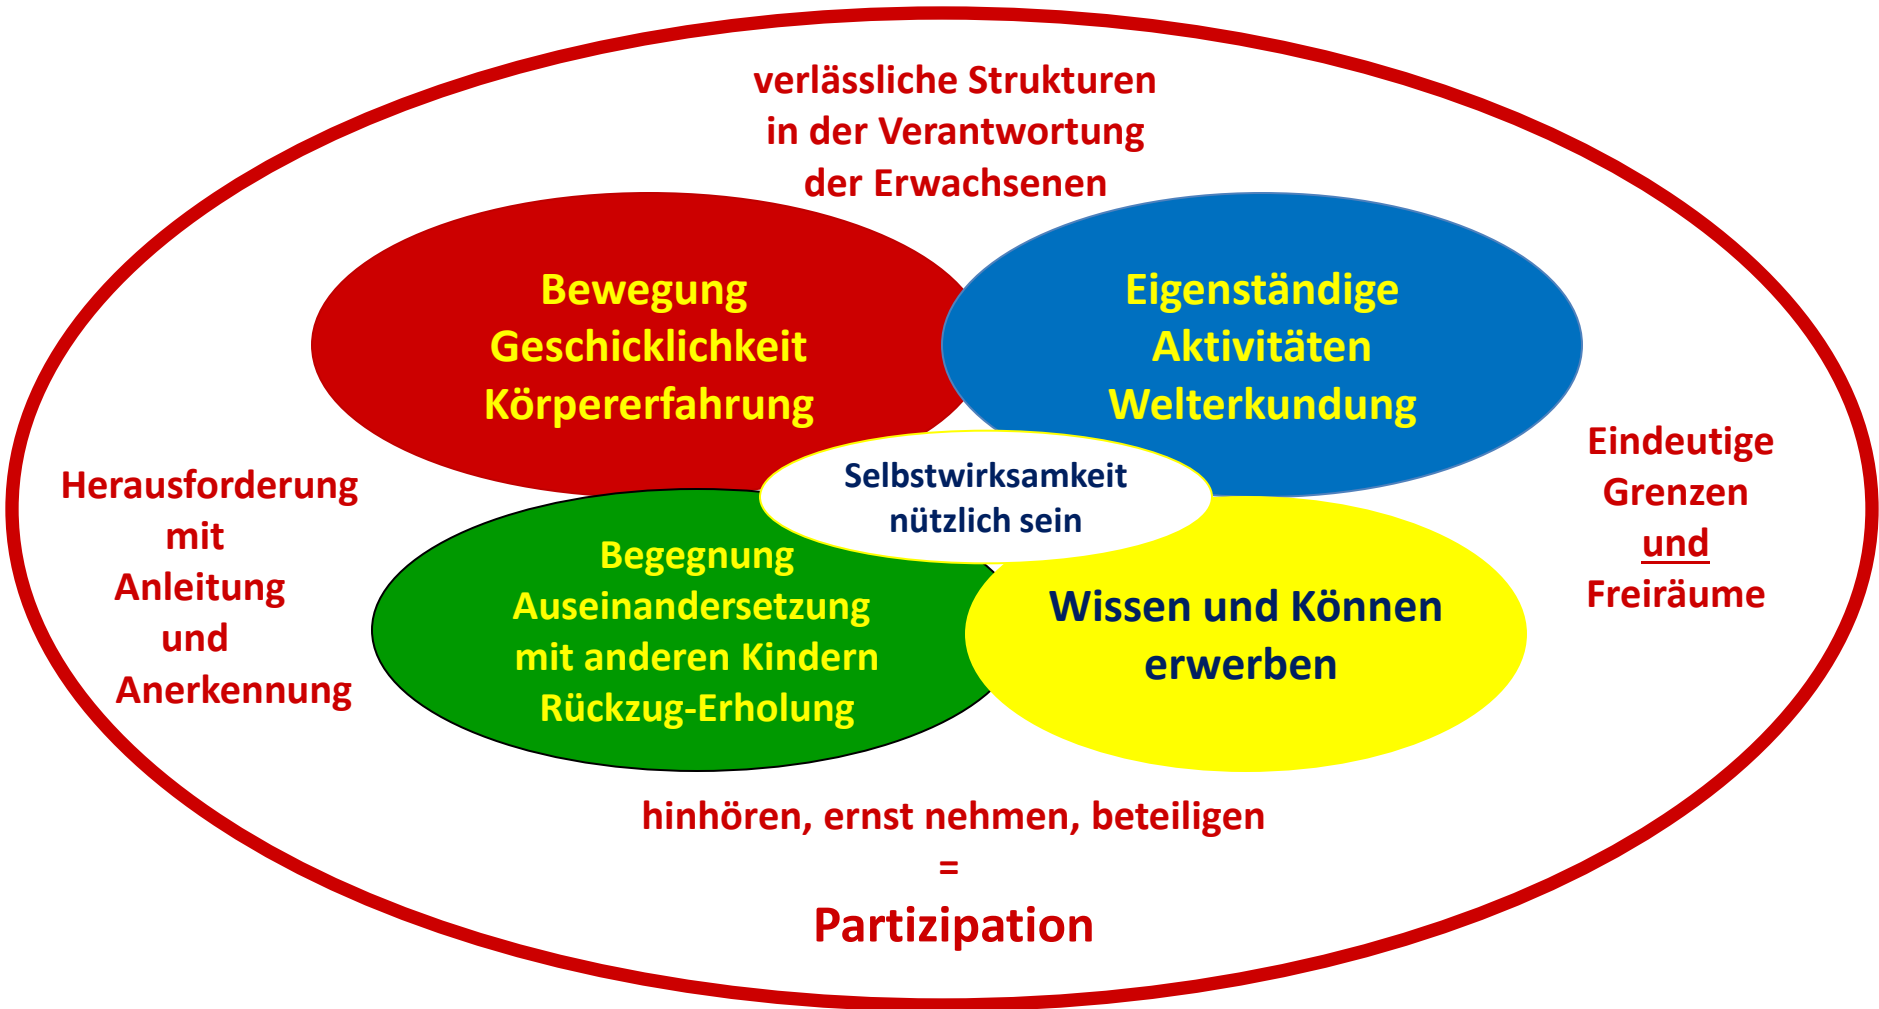 verlässliche Strukturen
in der Verantwortung
der Erwachsenen
Bewegung
Geschicklichkeit
Körpererfahrung
Eigenständige
Aktivitäten
Welterkundung
Herausforderung
mit
Anleitung
und
Anerkennung
Selbstwirksamkeit
nützlich sein
Eindeutige
Grenzen
und
Freiräume
Begegnung
Auseinandersetzung
mit anderen Kindern
Rückzug-Erholung
Wissen und Können
erwerben
hinhören, ernst nehmen, beteiligen
=
Partizipation